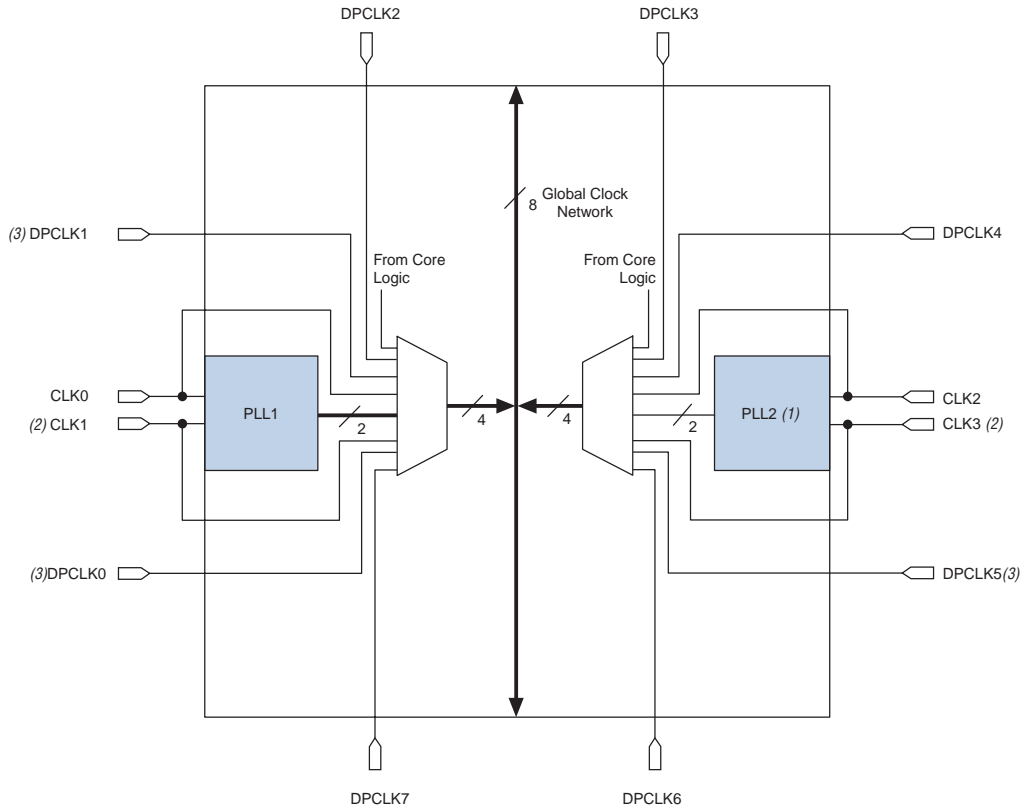 DPCLK2
DPCLK3
8
Global Clock
Network
(3) DPCLK1
DPCLK4
From Core
Logic
From Core
Logic
CLK0
PLL1
2
4
4
2
PLL2 (1)
CLK2
(2) CLK1
CLK3 (2)
(3)DPCLK0
DPCLK5(3)
DPCLK7
DPCLK6